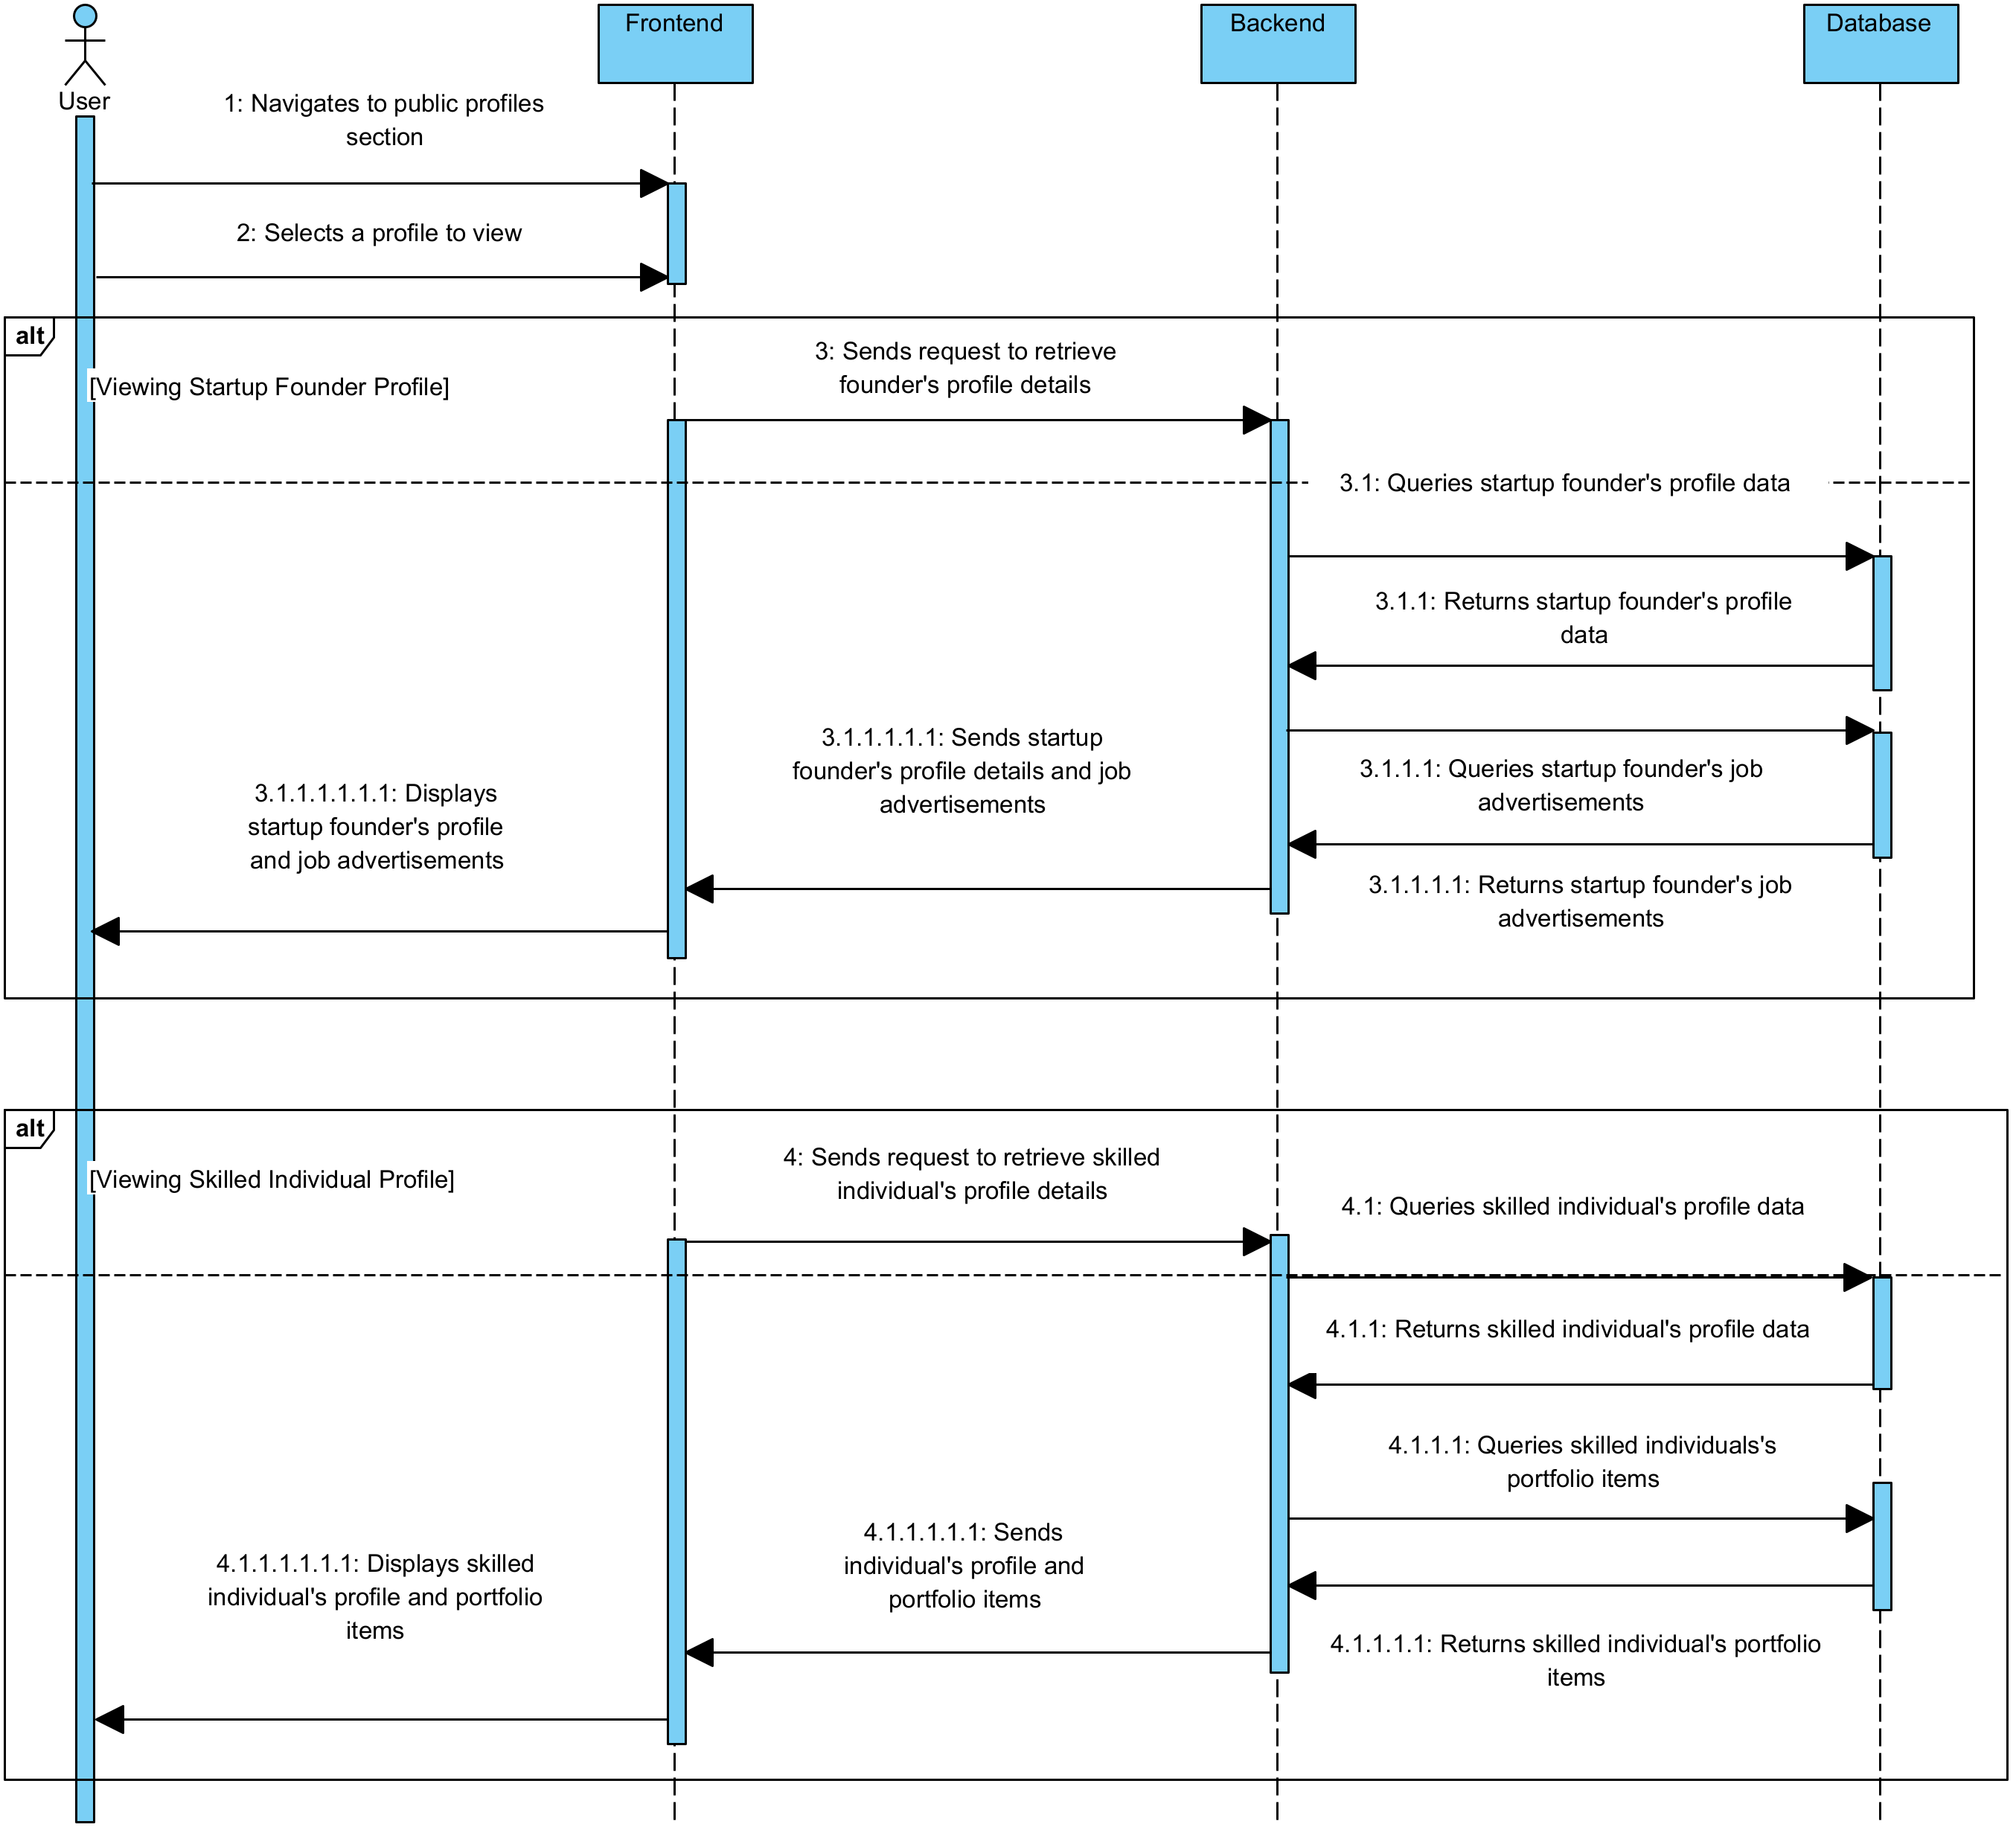 Frontend
Backend
Database
User
1: Navigates to public profiles
section
2: Selects a profile to view
alt
[Viewing Startup Founder Profile]
3: Sends request to retrieve
founder's profile details
3.1: Queries startup founder's profile data
3.1.1: Returns startup founder's profile
data
3.1.1.1: Queries startup founder's job
advertisements
3.1.1.1.1: Returns startup founder's job
advertisements
3.1.1.1.1.1: Sends startup
founder's profile details and job
advertisements
3.1.1.1.1.1.1: Displays
startup founder's profile
and job advertisements
alt
[Viewing Skilled Individual Profile]
4: Sends request to retrieve skilled
individual's profile details
4.1: Queries skilled individual's profile data
4.1.1: Returns skilled individual's profile data
4.1.1.1: Queries skilled individuals's
portfolio items
4.1.1.1.1: Returns skilled individual's portfolio
items
4.1.1.1.1.1: Sends
individual's profile and
portfolio items
4.1.1.1.1.1.1: Displays skilled
individual's profile and portfolio
items